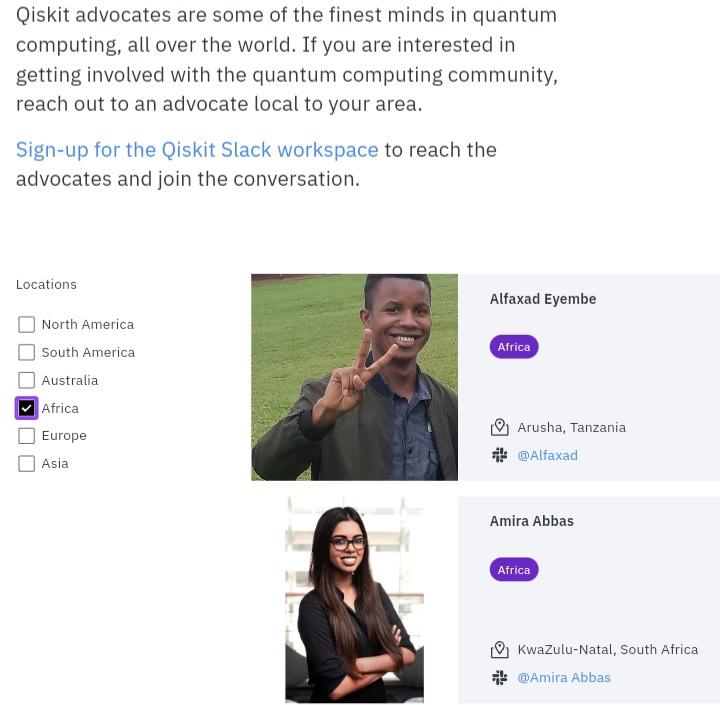 Qiskit advocates are some of the finest minds in quantum
computing, all over the world. If you are interested in
getting involved with the quantum computing community,
reach out to an advocate local to your area.
Sign-up for the Qiskit Slack workspace to reach the
advocates and join the conversation.
Locations
North America
South America
Australia
Africa
Europe
Asia
Alfaxad Eyembe
Africa
Arusha, Tanzania
@Alfaxad
Amira Abbas
Africa
KwaZulu-Natal, South Africa
@Amira Abbas